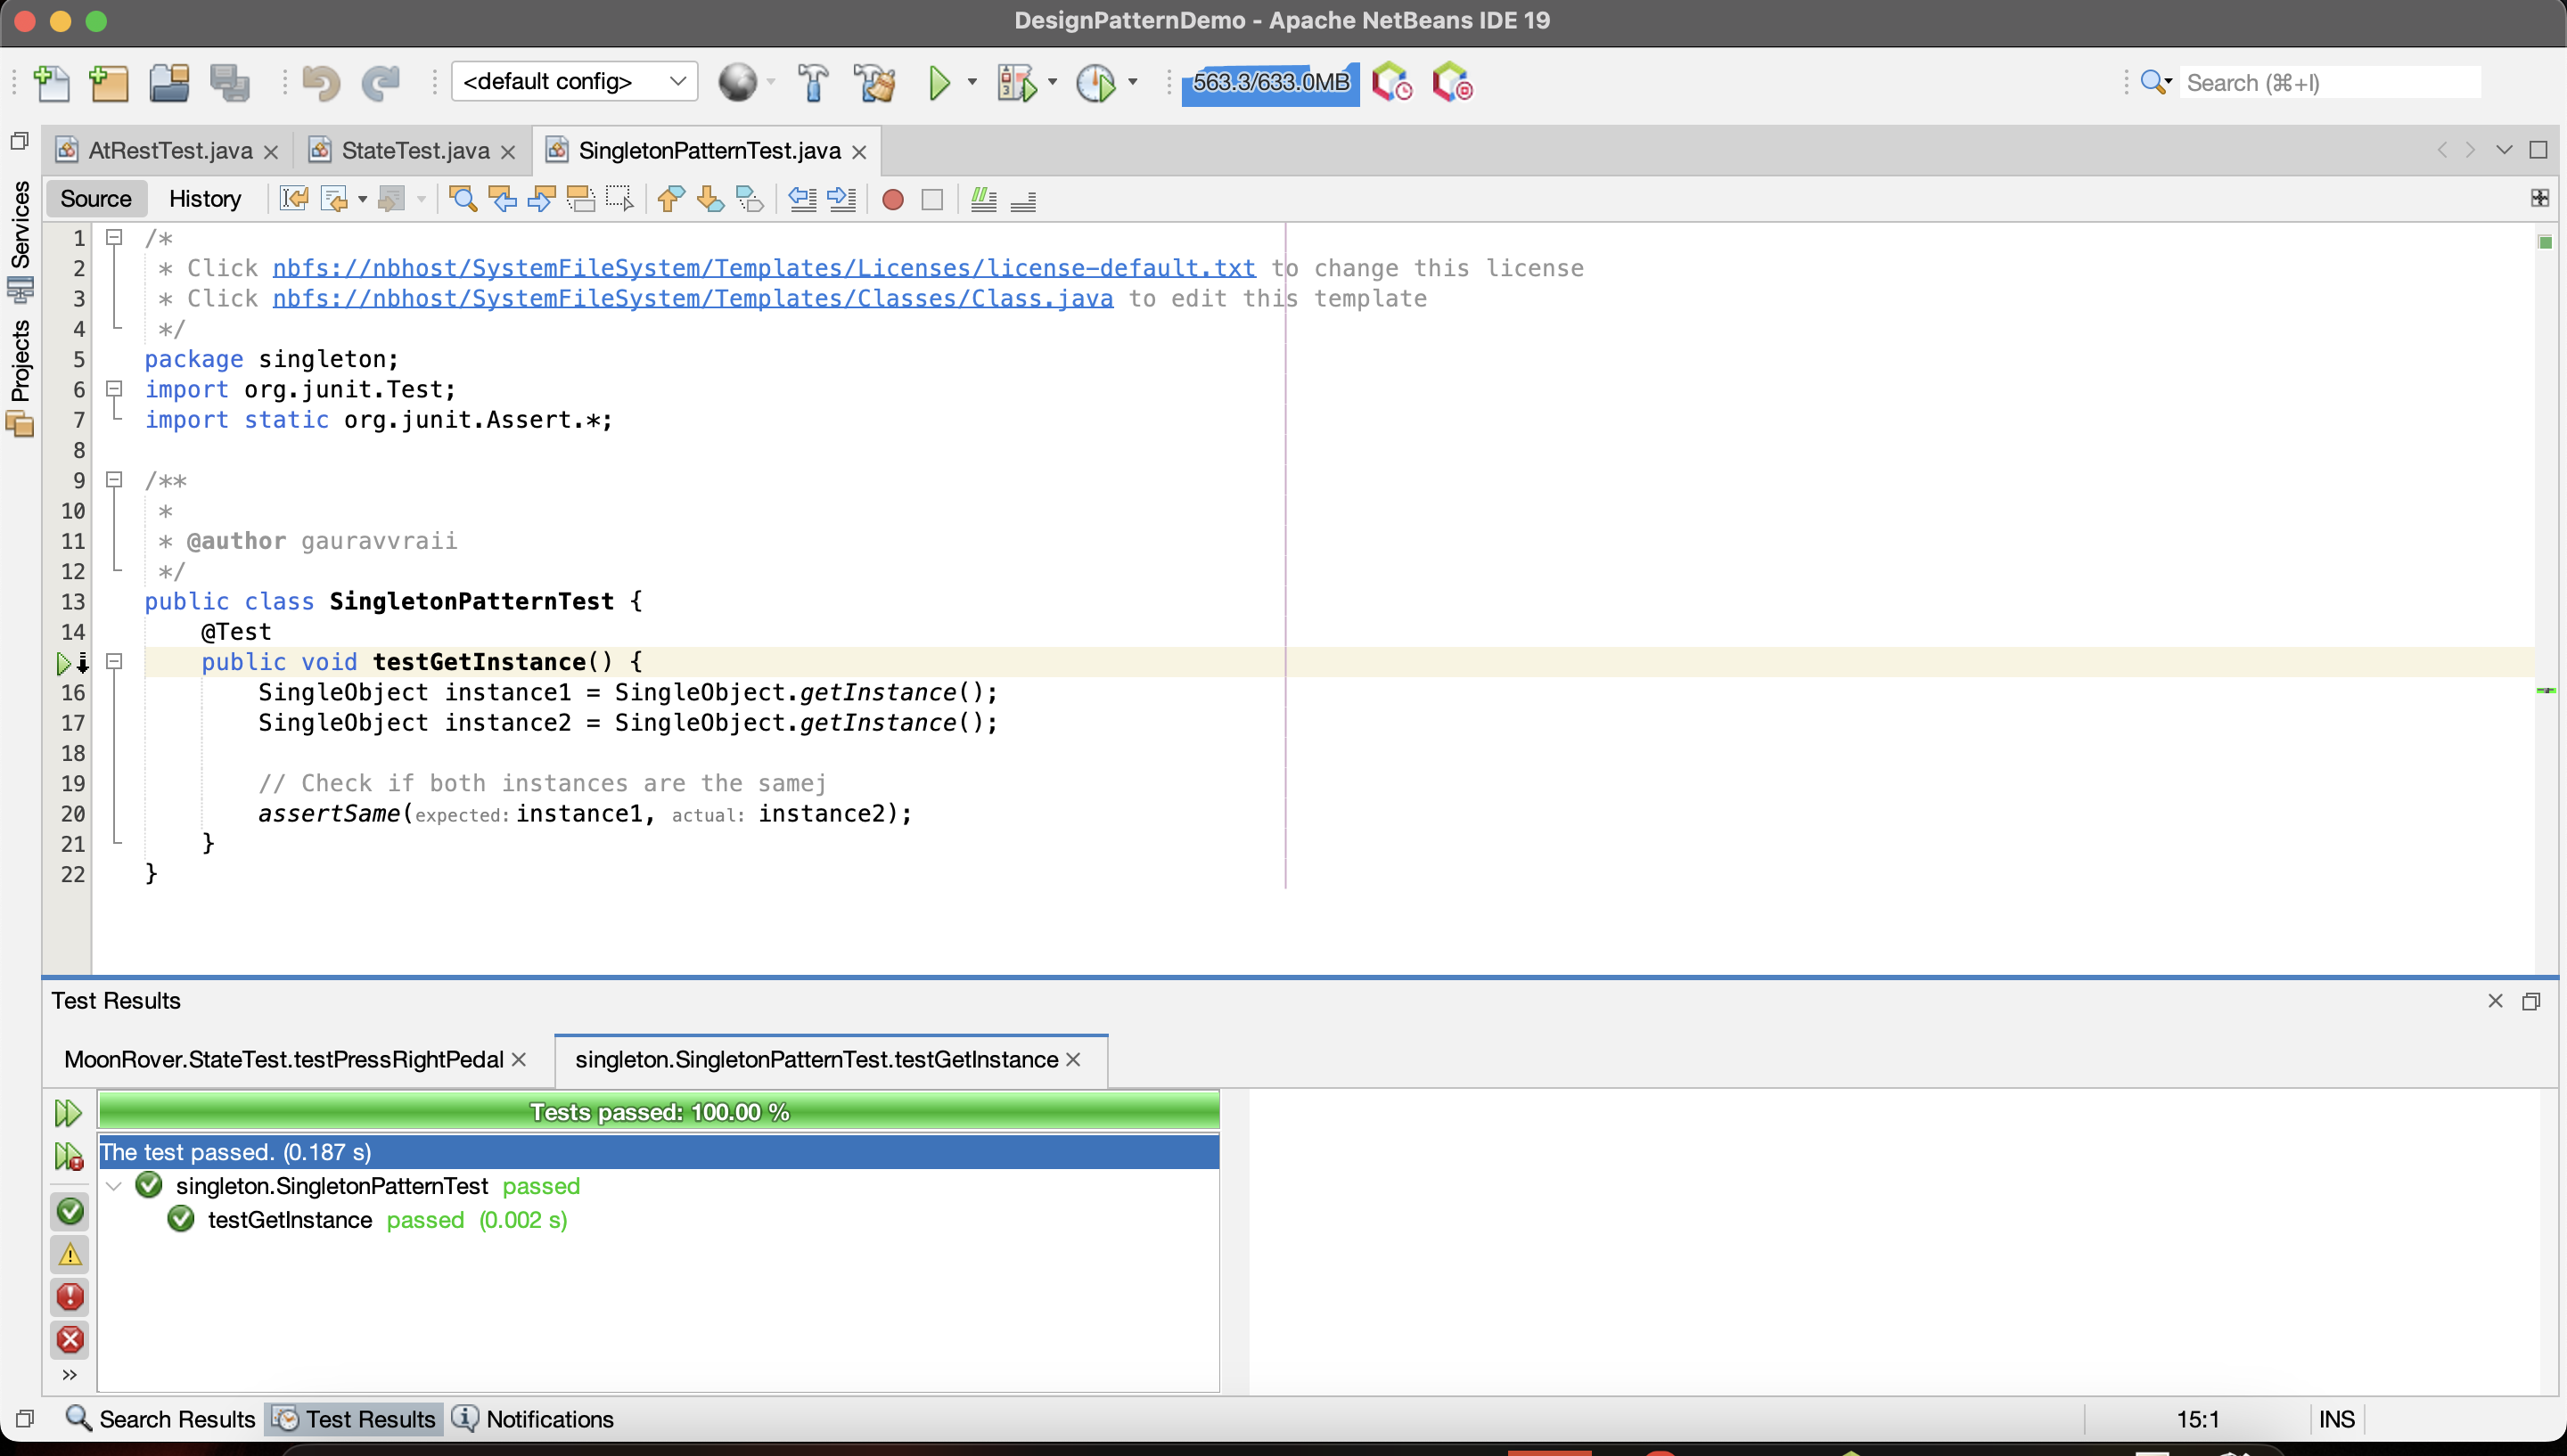 DesignPatternDemo - Apache NetBeans IDE 19
<default config>
563.3/633.0MB
Search (⌘+I)
AtRestTest.java
StateTest.java
SingletonPatternTest.java
Source
History
Services
Projects
1 /*
2 * Click nbfs://nbhost/SystemFileSystem/Templates/Licenses/license-default.txt to change this license
3 * Click nbfs://nbhost/SystemFileSystem/Templates/Classes/Class.java to edit this template
4 */
5 package singleton;
6 import org.junit.Test;
7 import static org.junit.Assert.*;
8
9 /**
10 *
11 * @author gauravvraii
12 */
13 public class SingletonPatternTest {
14 @Test
public void testGetInstance() {
16 SingleObject instance1 = SingleObject.getInstance();
17 SingleObject instance2 = SingleObject.getInstance();
18
19 // Check if both instances are the samej
20 assertSame(expected: instance1, actual: instance2);
21 }
22 }
Test Results
MoonRover.StateTest.testPressRightPedal
singleton.SingletonPatternTest.testGetInstance
Tests passed: 100.00 %
The test passed. (0.187 s)
singleton.SingletonPatternTest passed
testGetInstance passed (0.002 s)
Search Results
Test Results
Notifications
15:1
INS